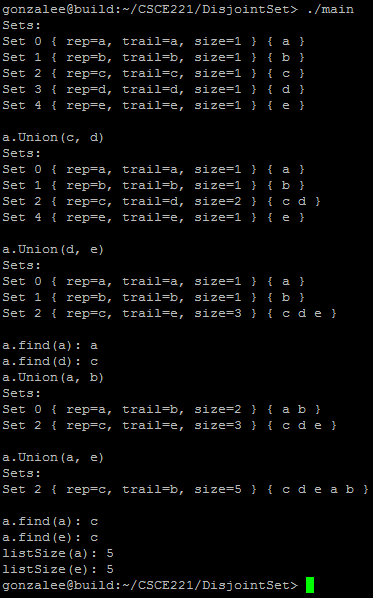 gonzalee@build:~/CSCE221/DisjointSet> ./main
Sets:
Set 0 { rep=a, trail=a, size=1 } { a }
Set 1 { rep=b, trail=b, size=1 } { b }
Set 2 { rep=c, trail=c, size=1 } { c }
Set 3 { rep=d, trail=d, size=1 } { d }
Set 4 { rep=e, trail=e, size=1 } { e }

a.Union(c, d)
Sets:
Set 0 { rep=a, trail=a, size=1 } { a }
Set 1 { rep=b, trail=b, size=1 } { b }
Set 2 { rep=c, trail=d, size=2 } { c d }
Set 4 { rep=e, trail=e, size=1 } { e }

a.Union(d, e)
Sets:
Set 0 { rep=a, trail=a, size=1 } { a }
Set 1 { rep=b, trail=b, size=1 } { b }
Set 2 { rep=c, trail=e, size=3 } { c d e }

a.find(a): a
a.find(d): c
a.Union(a, b)
Sets:
Set 0 { rep=a, trail=b, size=2 } { a b }
Set 2 { rep=c, trail=e, size=3 } { c d e }

a.Union(a, e)
Sets:
Set 2 { rep=c, trail=b, size=5 } { c d e a b }

a.find(a): c
a.find(e): c
listSize(a): 5
listSize(e): 5
gonzalee@build:~/CSCE221/DisjointSet>